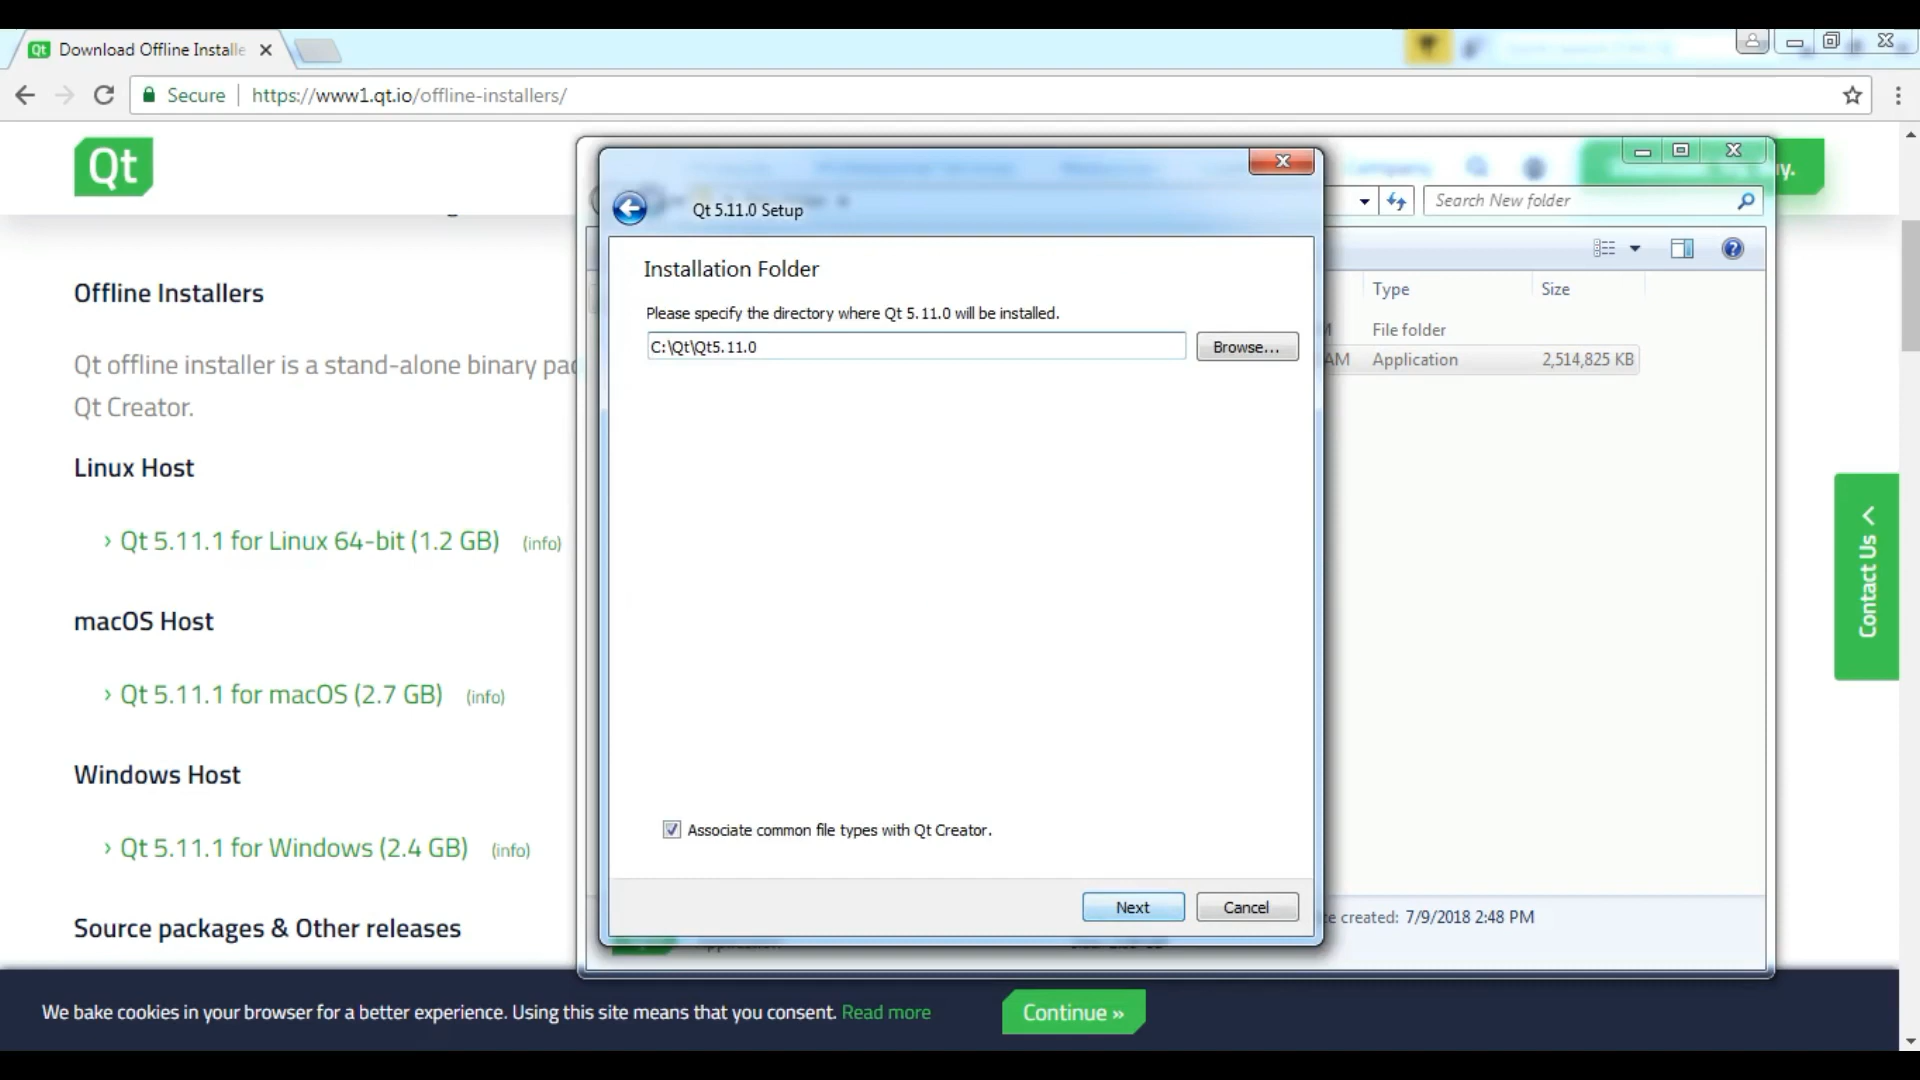 Qt Download Offline Installe
Secure https://www1.qt.io/offline-installers/
Qt
y.
Offline Installers
Qt offline installer is a stand-alone binary pac
Qt Creator.
Linux Host
› Qt 5.11.1 for Linux 64-bit (1.2 GB) (info)
macOS Host
› Qt 5.11.1 for macOS (2.7 GB) (info)
Windows Host
› Qt 5.11.1 for Windows (2.4 GB) (info)
Source packages & Other releases
Search New folder
Type Size
File folder
AM Application 2,514,825 KB
Qt 5.11.0 Setup
Installation Folder
Please specify the directory where Qt 5.11.0 will be installed.
C:\Qt\Qt5.11.0 Browse...
Associate common file types with Qt Creator.
Next Cancel
te created: 7/9/2018 2:48 PM
Contact Us
We bake cookies in your browser for a better experience. Using this site means that you consent. Read more
Continue »